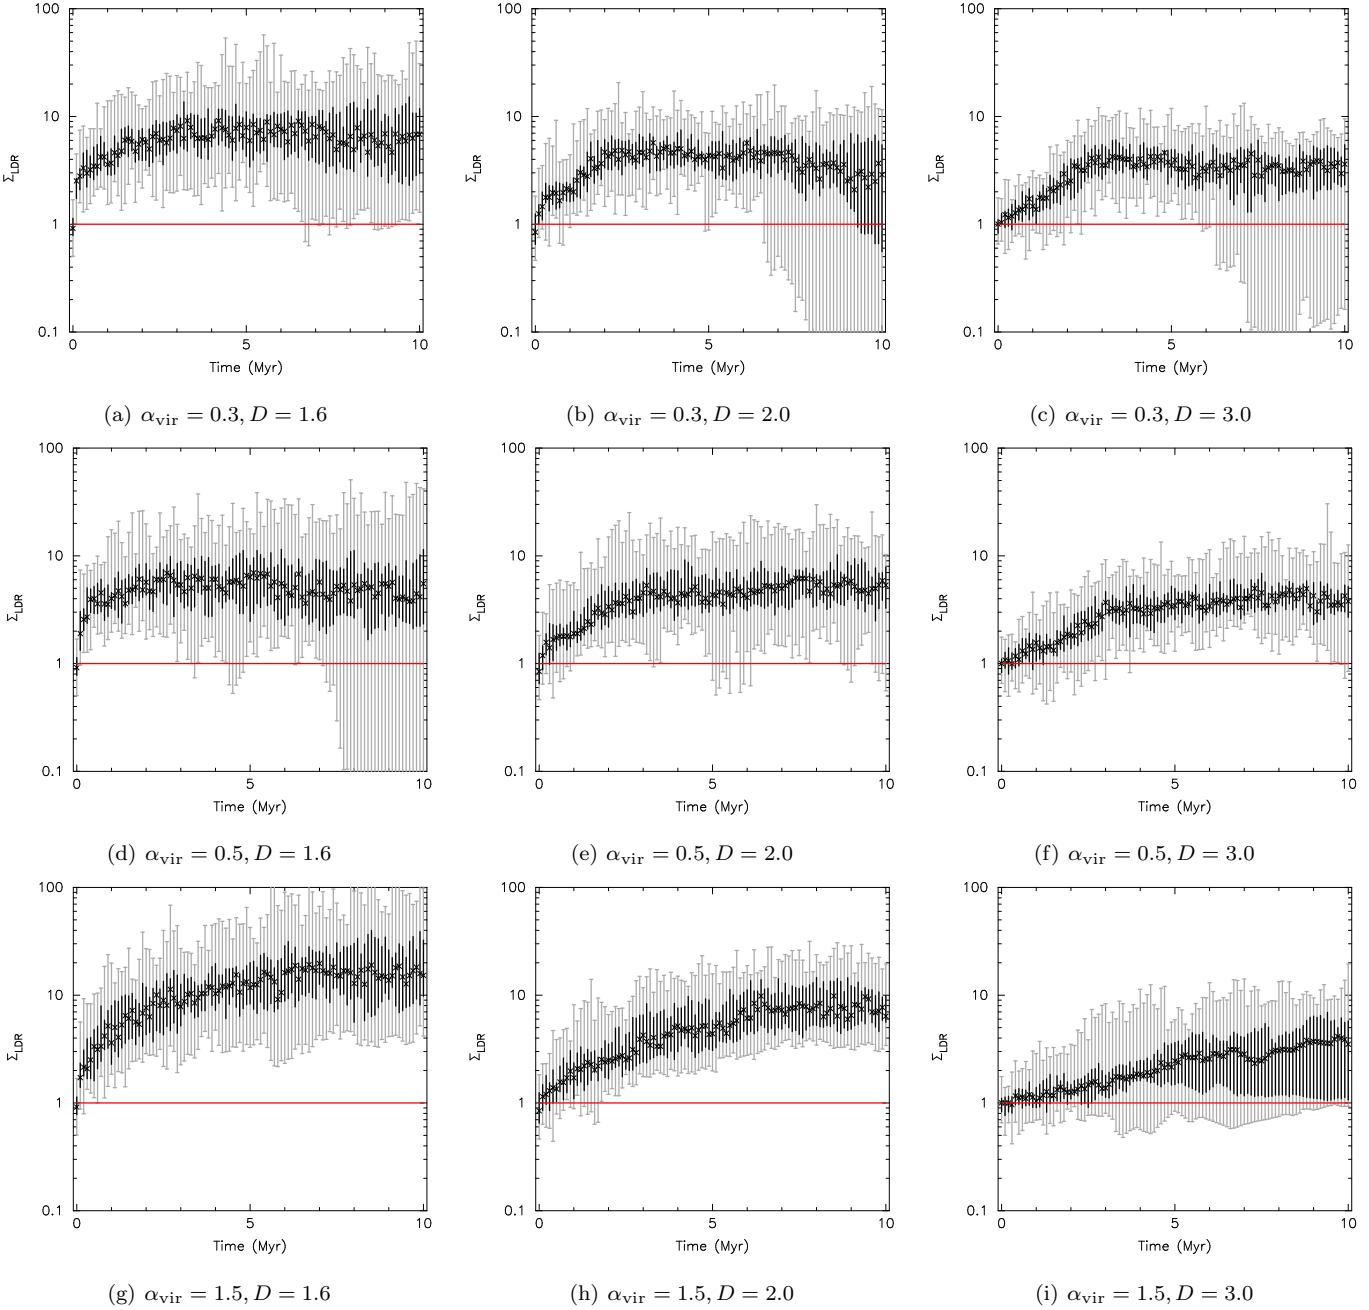 100 100 100
10 10 10
Σ_LDR Σ_LDR Σ_LDR
1 1 1
0.1 0.1 0.1
0 5 10 0 5 10 0 5 10
Time (Myr) Time (Myr) Time (Myr)
(a) α_vir = 0.3, D = 1.6 (b) α_vir = 0.3, D = 2.0 (c) α_vir = 0.3, D = 3.0
100 100 100
10 10 10
Σ_LDR Σ_LDR Σ_LDR
1 1 1
0.1 0.1 0.1
0 5 10 0 5 10 0 5 10
Time (Myr) Time (Myr) Time (Myr)
(d) α_vir = 0.5, D = 1.6 (e) α_vir = 0.5, D = 2.0 (f) α_vir = 0.5, D = 3.0
100 100 100
10 10 10
Σ_LDR Σ_LDR Σ_LDR
1 1 1
0.1 0.1 0.1
0 5 10 0 5 10 0 5 10
Time (Myr) Time (Myr) Time (Myr)
(g) α_vir = 1.5, D = 1.6 (h) α_vir = 1.5, D = 2.0 (i) α_vir = 1.5, D = 3.0